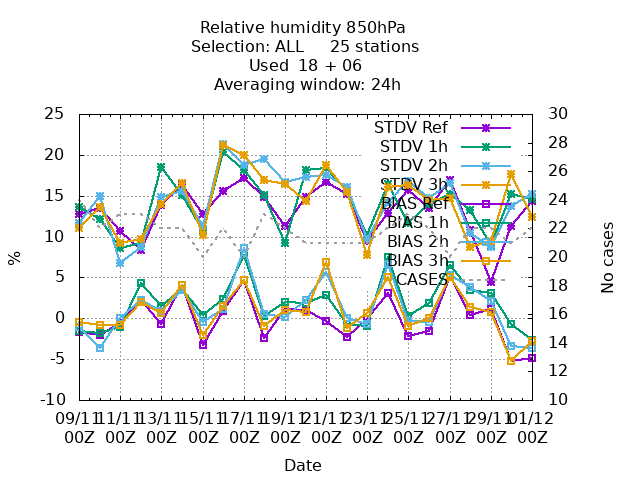 Relative humidity 850hPa
Selection: ALL     25 stations
Used  18 + 06
Averaging window: 24h
25
20
15
10
5
0
-5
-10
%
30
28
26
24
22
20
18
16
14
12
10
No cases
STDV Ref
STDV 1h
STDV 2h
STDV 3h
BIAS Ref
BIAS 1h
BIAS 2h
BIAS 3h
CASES
09/11 11/11 13/11 15/11 17/11 19/11 21/11 23/11 25/11 27/11 29/11 01/12
00Z 00Z 00Z 00Z 00Z 00Z 00Z 00Z 00Z 00Z 00Z 00Z
Date